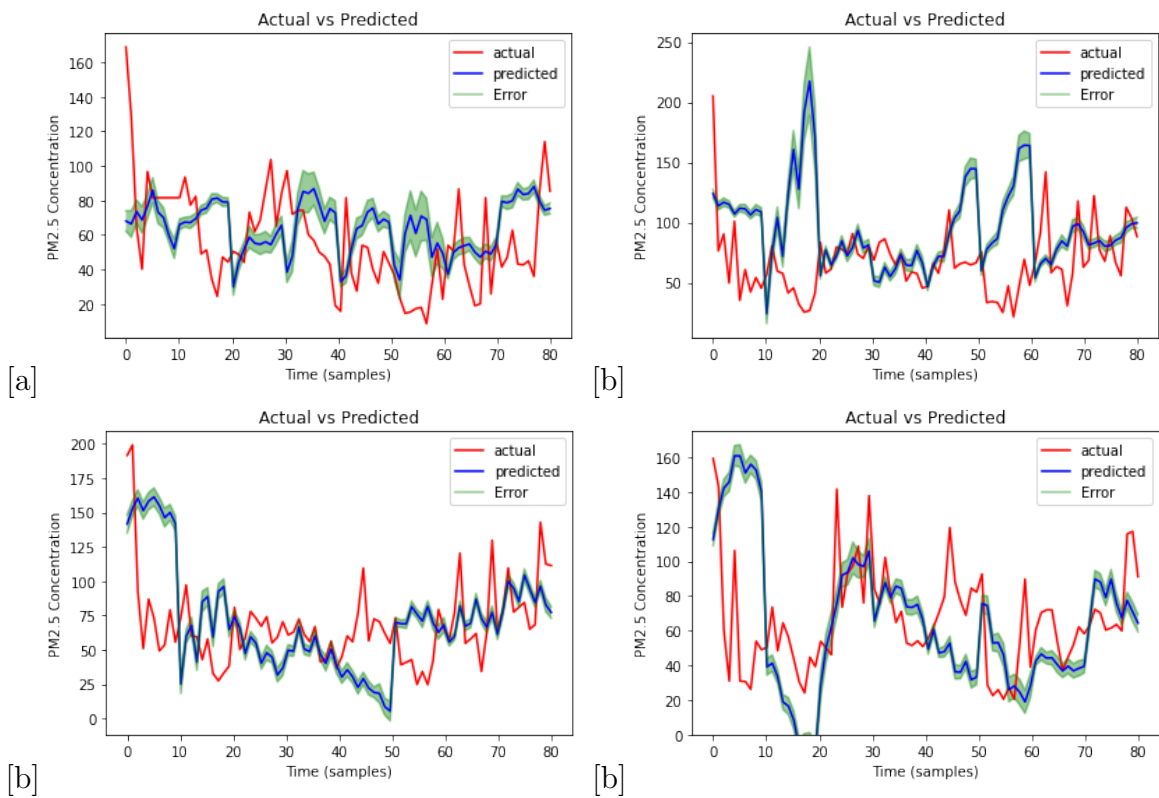 Actual vs Predicted
PM2.5 Concentration
160
140
120
100
80
60
40
20
actual
predicted
Error
0 10 20 30 40 50 60 70 80
Time (samples)
[a]
Actual vs Predicted
PM2.5 Concentration
250
200
150
100
50
actual
predicted
Error
0 10 20 30 40 50 60 70 80
Time (samples)
[b]
Actual vs Predicted
PM2.5 Concentration
200
175
150
125
100
75
50
25
0
actual
predicted
Error
0 10 20 30 40 50 60 70 80
Time (samples)
[b]
Actual vs Predicted
PM2.5 Concentration
160
140
120
100
80
60
40
20
0
actual
predicted
Error
0 10 20 30 40 50 60 70 80
Time (samples)
[b]